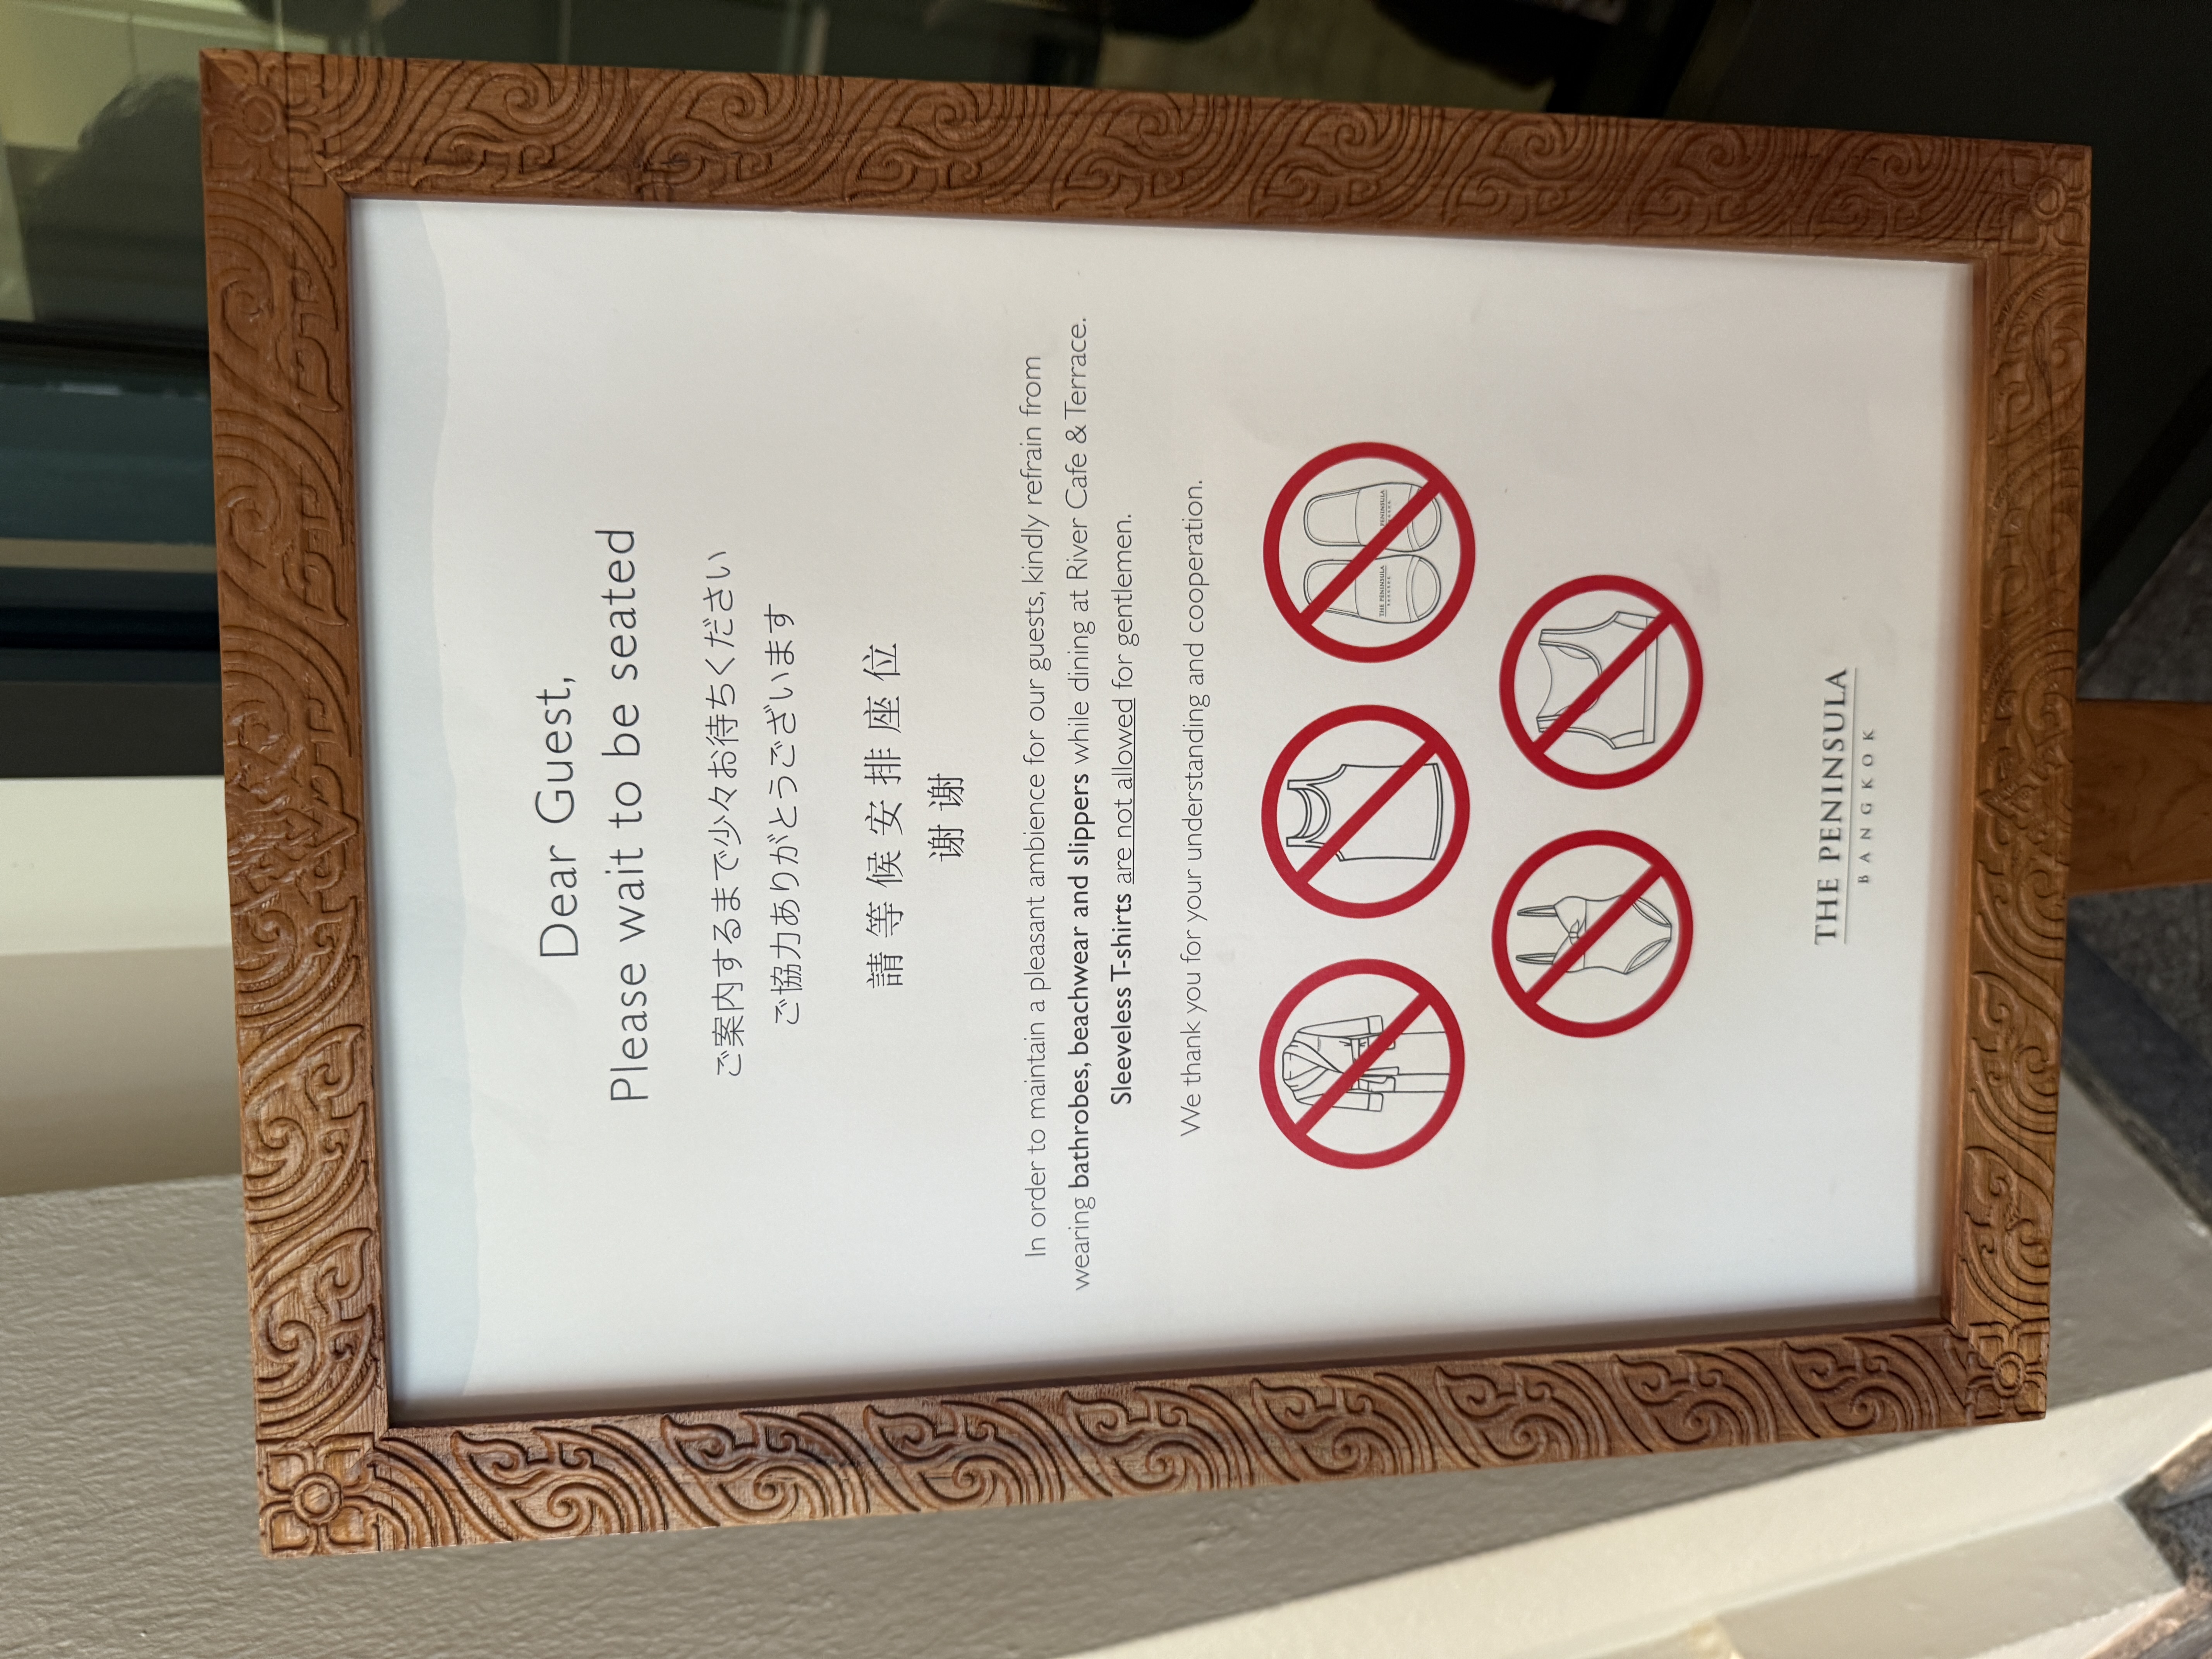 Dear Guest,
Please wait to be seated
ご案内するまで少々お待ちください
ご協力ありがとうございます
請等候安排座位
谢谢
In order to maintain a pleasant ambience for our guests, kindly refrain from
wearing bathrobes, beachwear and slippers while dining at River Cafe & Terrace.
Sleeveless T-shirts are not allowed for gentlemen.
We thank you for your understanding and cooperation.
THE PENINSULA
THE PENINSULA
THE PENINSULA
BANGKOK